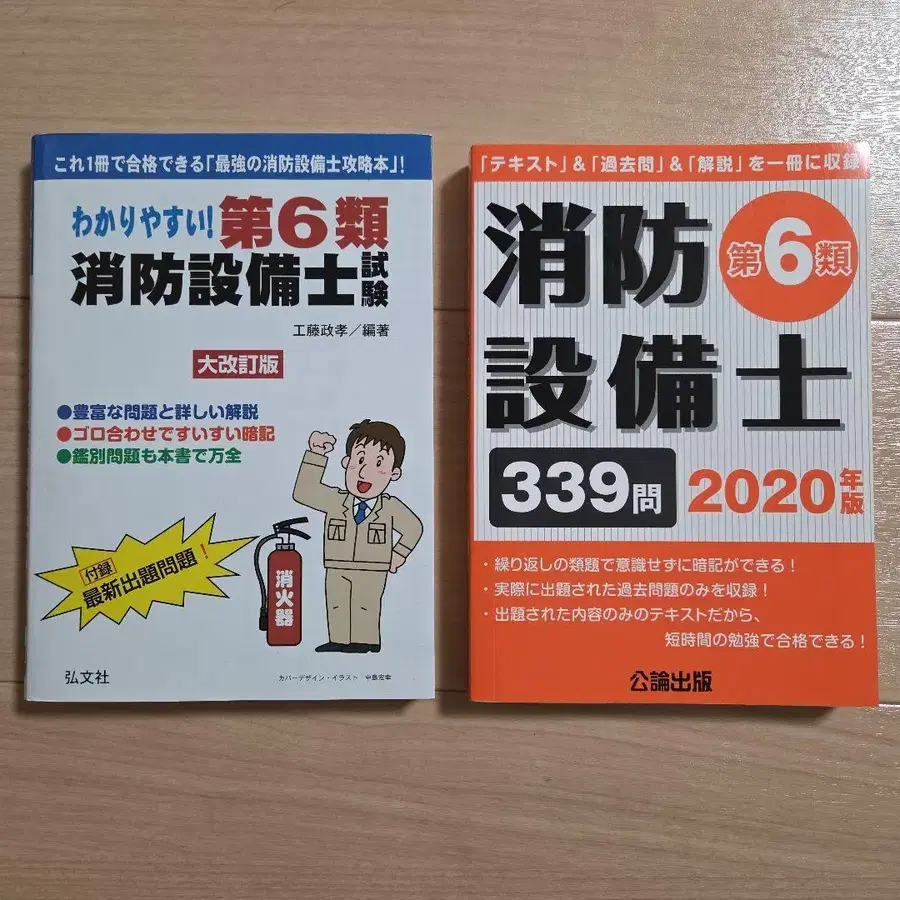 これ1冊で合格できる「最強の消防設備士攻略本」!
わかりやすい!第6類
消防設備士試験
工藤政孝/編著
大改訂版
●豊富な問題と詳しい解説
●ゴロ合わせですいすい暗記
●鑑別問題も本書で万全
付録
最新出題問題!
消火器
弘文社
カバーデザイン・イラスト 中島宏幸
「テキスト」&「過去問」&「解説」を一冊に収録
消防
第6類
設備士
339問
2020年版
・繰り返しの類題で意識せずに暗記ができる!
・実際に出題された過去問題のみを収録!
・出題された内容のみのテキストだから、
短時間の勉強で合格できる!
公論出版